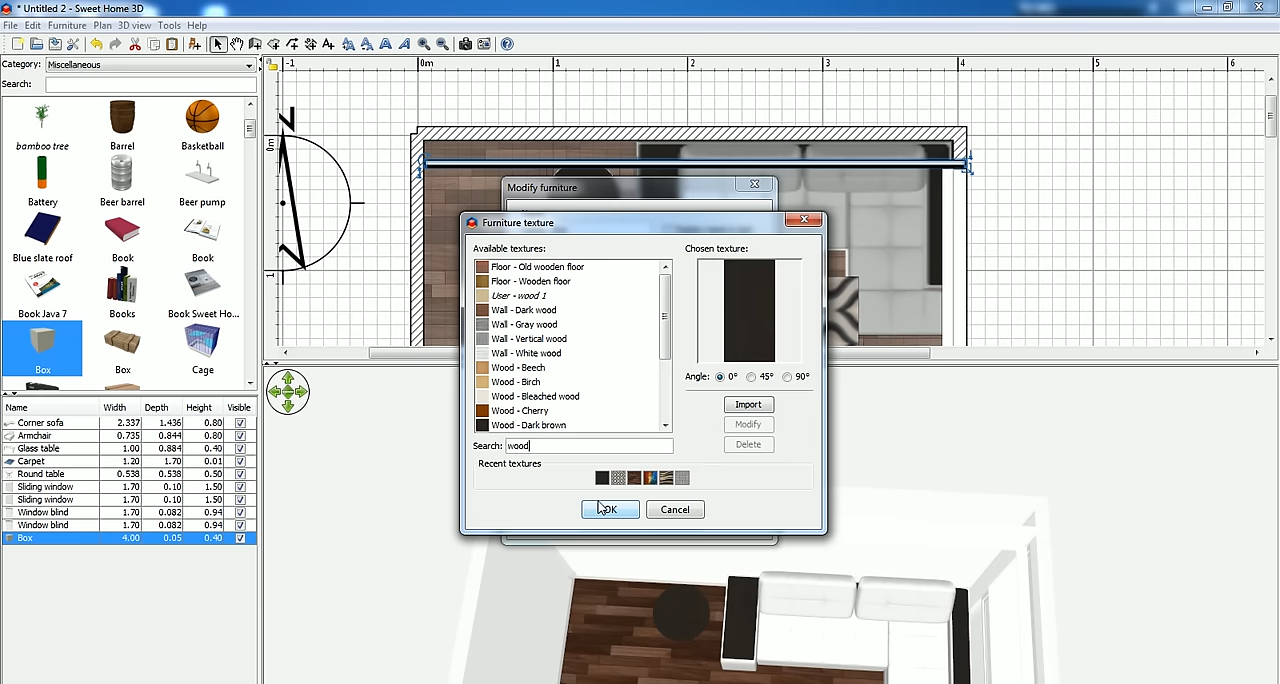 * Untitled 2 - Sweet Home 3D
File Edit Furniture Plan 3D view Tools Help
Category: Miscellaneous
Search:
-1 0m 1 2 3 4 5 6
0m
1
N
bamboo tree Barrel Basketball
Battery Beer barrel Beer pump
Blue slate roof Book Book
Book Java 7 Books Book Sweet Ho...
Box Box Cage
Name Width Depth Height Visible
Corner sofa 2.337 1.436 0.80
Armchair 0.735 0.844 0.80
Glass table 1.00 0.884 0.40
Carpet 1.20 1.70 0.01
Round table 0.538 0.538 0.50
Sliding window 1.70 0.10 1.50
Sliding window 1.70 0.10 1.50
Window blind 1.70 0.082 0.94
Window blind 1.70 0.082 0.94
Box 4.00 0.05 0.40
Modify furniture
Furniture texture
Available textures:
Floor - Old wooden floor
Floor - Wooden floor
User - wood 1
Wall - Dark wood
Wall - Gray wood
Wall - Vertical wood
Wall - White wood
Wood - Beech
Wood - Birch
Wood - Bleached wood
Wood - Cherry
Wood - Dark brown
Search: wood
Recent textures
Chosen texture:
Angle: 0° 45° 90°
Import
Modify
Delete
OK Cancel